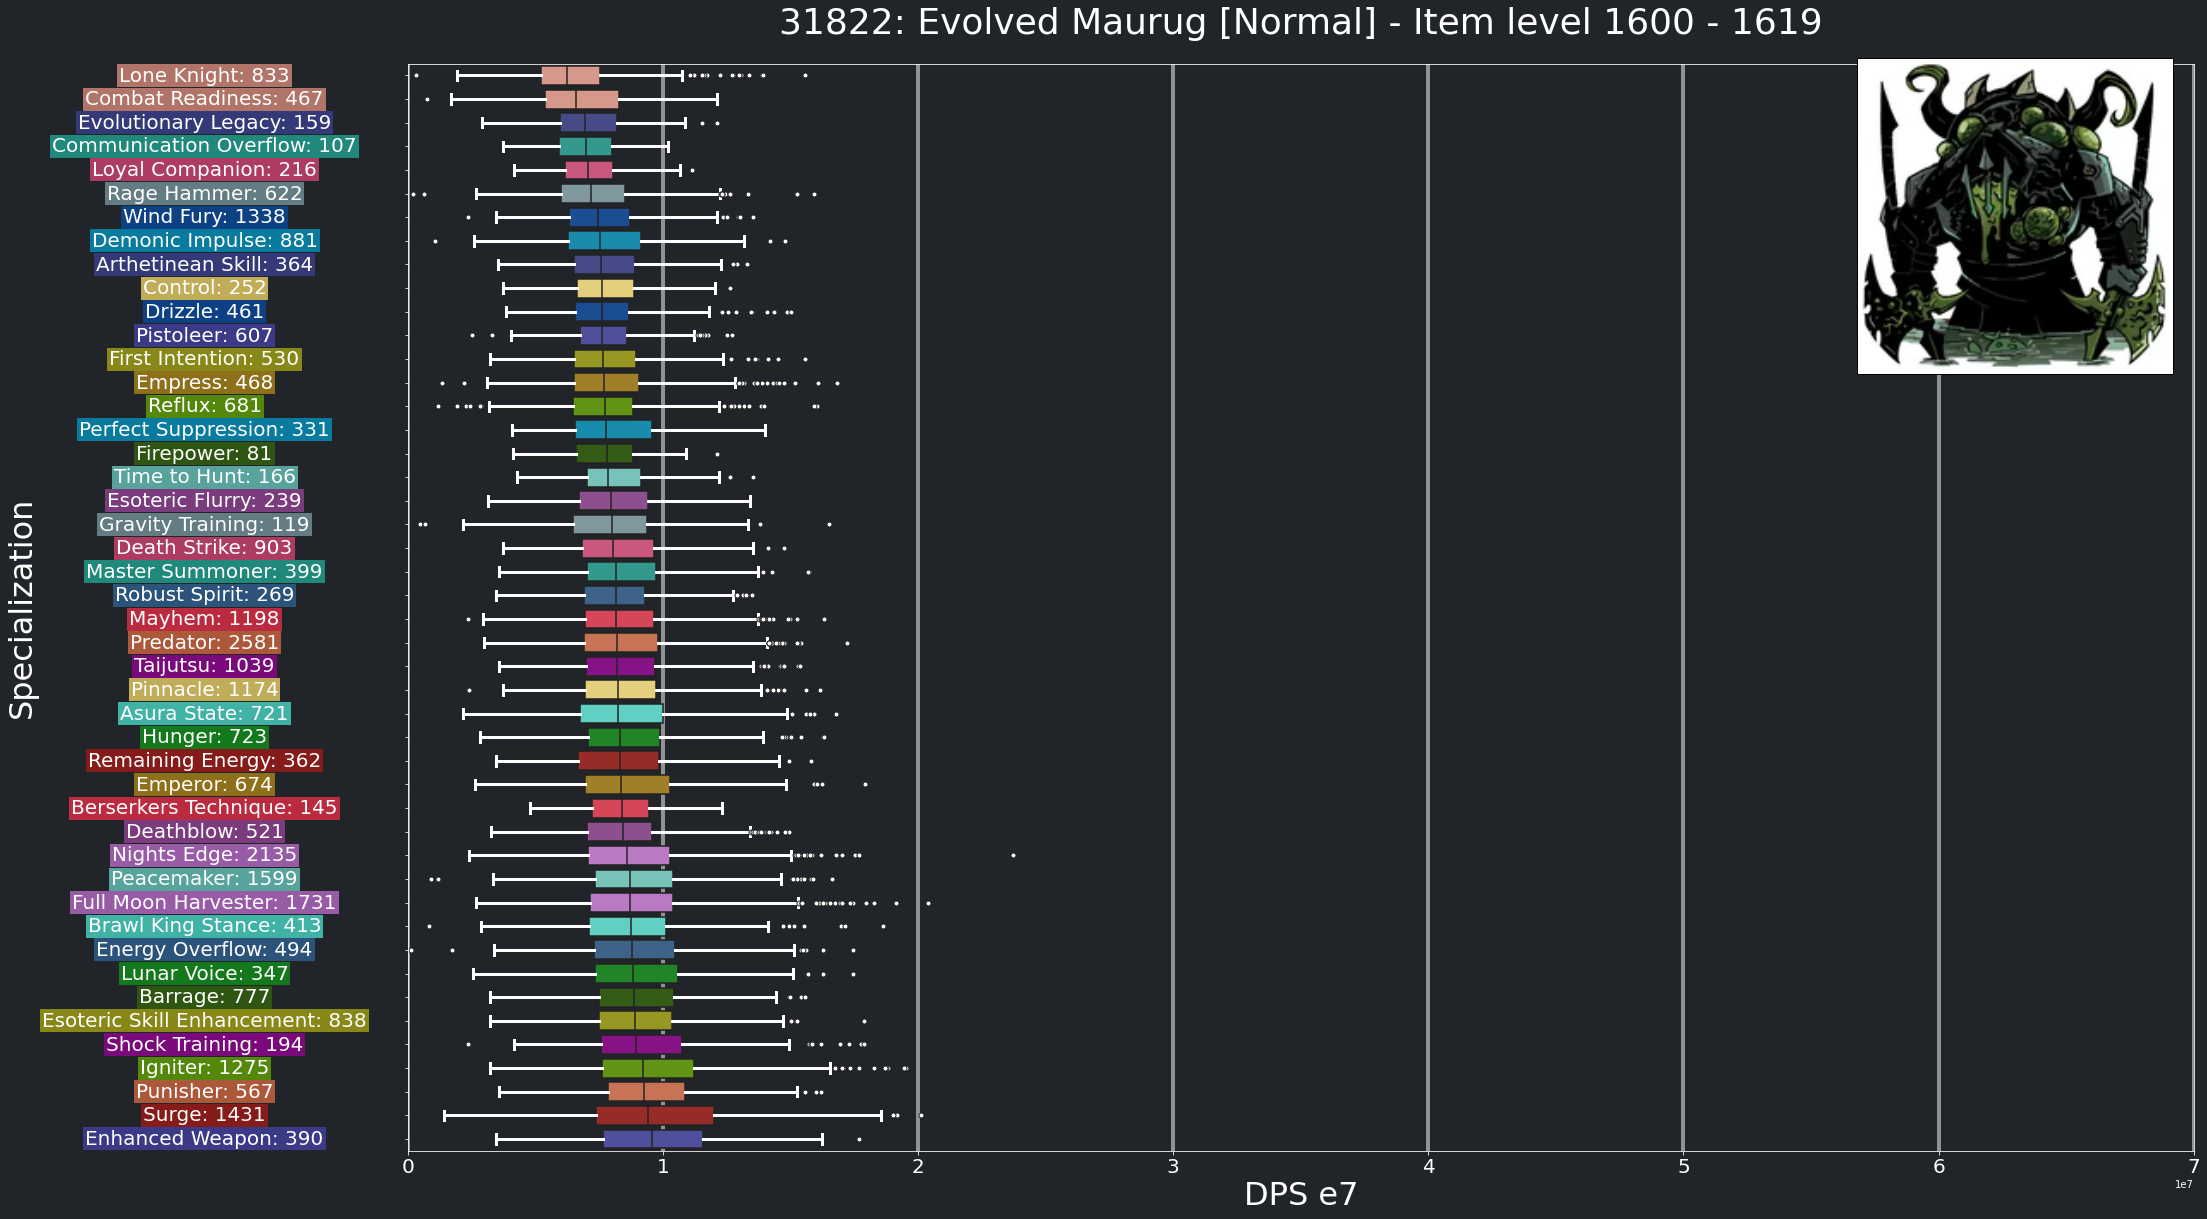 31822: Evolved Maurug [Normal] - Item level 1600 - 1619
Lone Knight: 833
Combat Readiness: 467
Evolutionary Legacy: 159
Communication Overflow: 107
Loyal Companion: 216
Rage Hammer: 622
Wind Fury: 1338
Demonic Impulse: 881
Arthetinean Skill: 364
Control: 252
Drizzle: 461
Pistoleer: 607
First Intention: 530
Empress: 468
Reflux: 681
Perfect Suppression: 331
Firepower: 81
Time to Hunt: 166
Esoteric Flurry: 239
Gravity Training: 119
Death Strike: 903
Master Summoner: 399
Robust Spirit: 269
Mayhem: 1198
Predator: 2581
Taijutsu: 1039
Pinnacle: 1174
Asura State: 721
Hunger: 723
Remaining Energy: 362
Emperor: 674
Berserkers Technique: 145
Deathblow: 521
Nights Edge: 2135
Peacemaker: 1599
Full Moon Harvester: 1731
Brawl King Stance: 413
Energy Overflow: 494
Lunar Voice: 347
Barrage: 777
Esoteric Skill Enhancement: 838
Shock Training: 194
Igniter: 1275
Punisher: 567
Surge: 1431
Enhanced Weapon: 390
Specialization
0 1 2 3 4 5 6 7
1e7
DPS e7